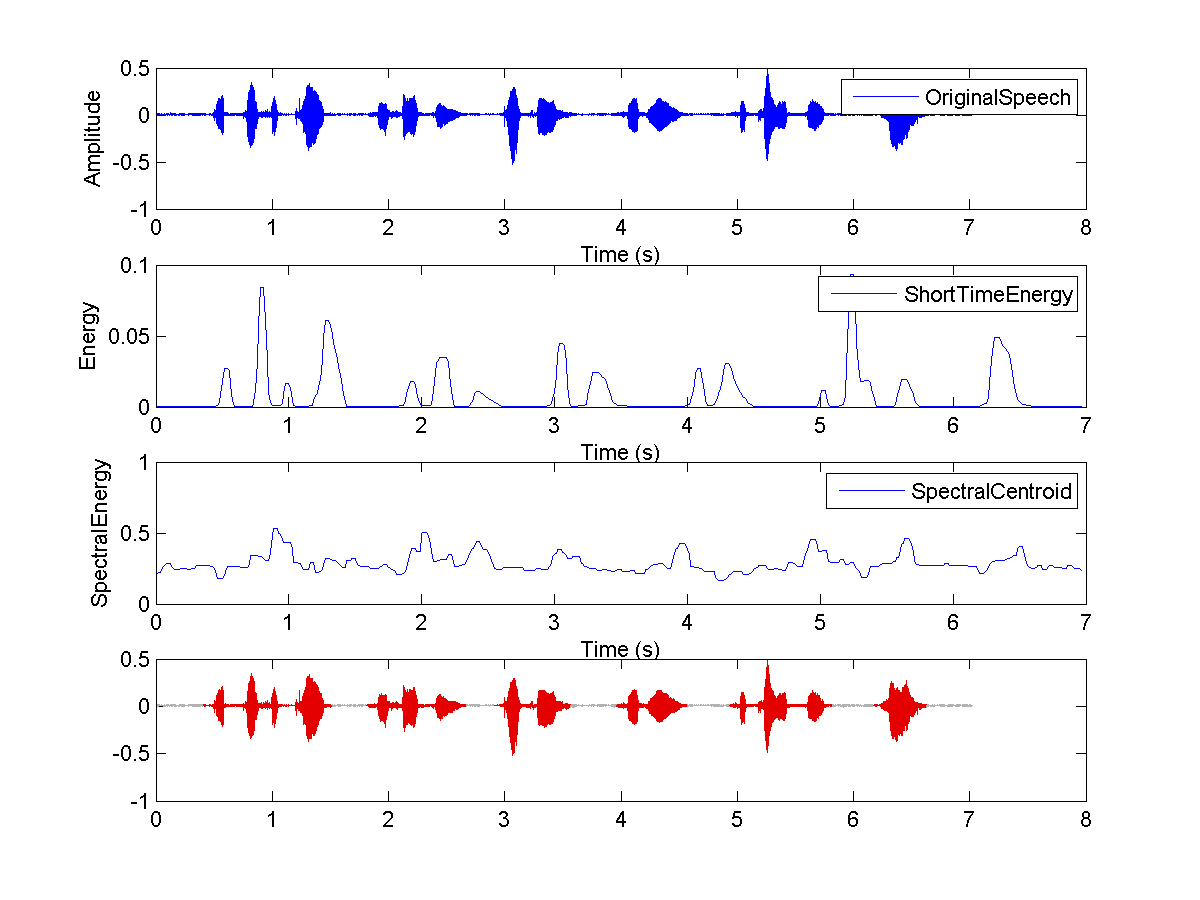 0.5
0
-0.5
-1
Amplitude
OriginalSpeech
0 1 2 3 4 5 6 7 8
Time (s)
0.1
0.05
0
Energy
ShortTimeEnergy
0 1 2 3 4 5 6 7
Time (s)
1
0.5
0
SpectralEnergy
SpectralCentroid
0 1 2 3 4 5 6 7
Time (s)
0.5
0
-0.5
-1
0 1 2 3 4 5 6 7 8